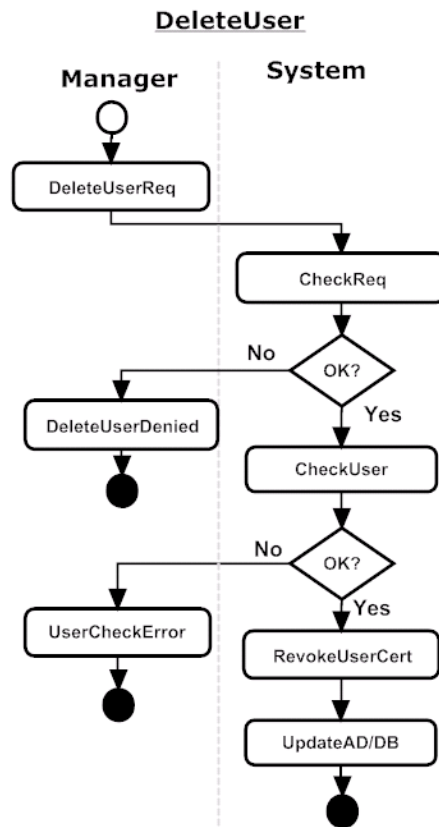 DeleteUser
Manager
System
DeleteUserReq
CheckReq
No
OK?
Yes
DeleteUserDenied
CheckUser
No
OK?
Yes
UserCheckError
RevokeUserCert
UpdateAD/DB